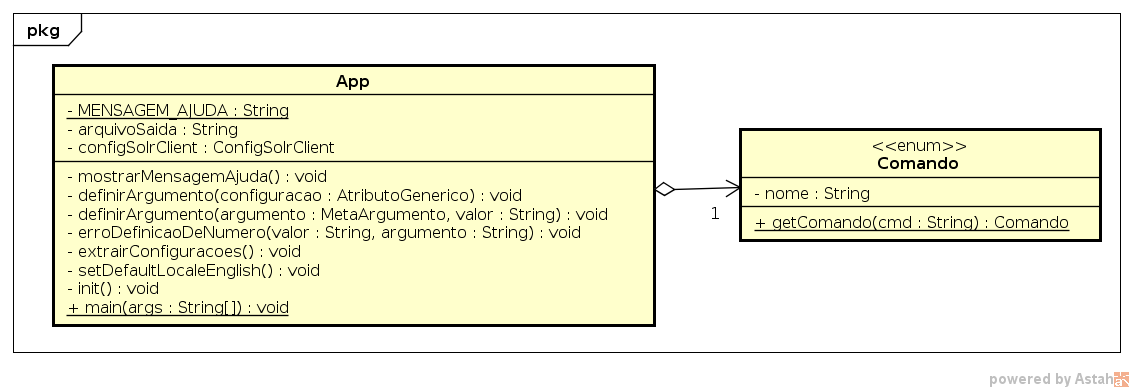 pkg
App
- MENSAGEM_AJUDA : String
- arquivoSaida : String
- configSolrClient : ConfigSolrClient
- mostrarMensagemAjuda() : void
- definirArgumento(configuracao : AtributoGenerico) : void
- definirArgumento(argumento : MetaArgumento, valor : String) : void
- erroDefinicaoDeNumero(valor : String, argumento : String) : void
- extrairConfiguracoes() : void
- setDefaultLocaleEnglish() : void
- init() : void
+ main(args : String[]) : void
1
<<enum>>
Comando
- nome : String
+ getComando(cmd : String) : Comando
powered by Astah